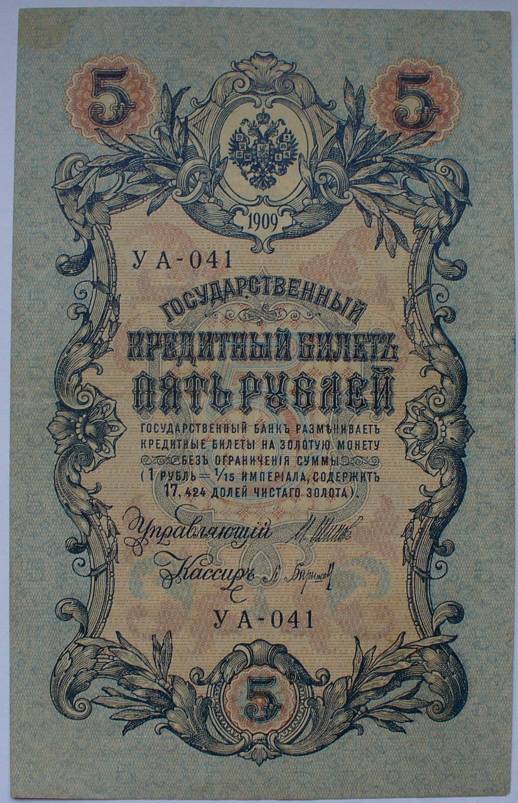 5 5
1909
УА-041
ГОСУДАРСТВЕННЫЙ
КРЕДИТНЫЙ БИЛЕТЪ
ПЯТЬ РУБЛЕЙ
ГОСУДАРСТВЕННЫЙ БАНКЪ РАЗМѢНИВАЕТЪ
КРЕДИТНЫЕ БИЛЕТЫ НА ЗОЛОТУЮ МОНЕТУ
БЕЗЪ ОГРАНИЧЕНІЯ СУММЫ
(1 РУБЛЬ = 1/15 ИМПЕРІАЛА, СОДЕРЖИТЪ
17,424 ДОЛЕЙ ЧИСТАГО ЗОЛОТА).
Управляющій
Кассиръ
УА-041
5